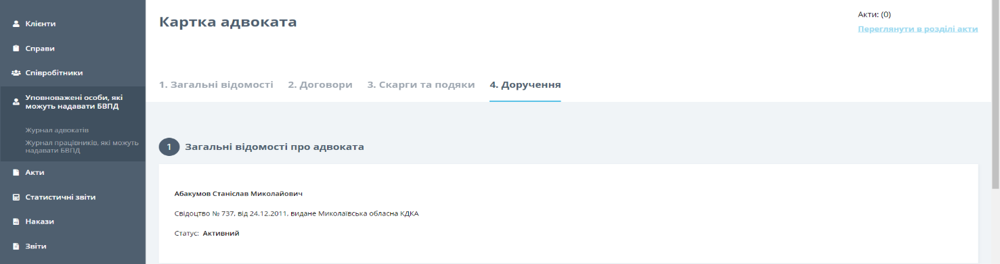 Клієнти
Справи
Співробітники
Уповноважені особи, які
можуть надавати БВПД
Журнал адвокатів
Журнал працівників, які можуть
надавати БВПД
Акти
Статистичні звіти
Накази
Звіти
Картка адвоката
Акти: (0)
Переглянути в розділі акти
1. Загальні відомості 2. Договори 3. Скарги та подяки 4. Доручення
1 Загальні відомості про адвоката
Абакумов Станіслав Миколайович
Свідоцтво № 737, від 24.12.2011, видане Миколаївська обласна КДКА
Статус: Активний